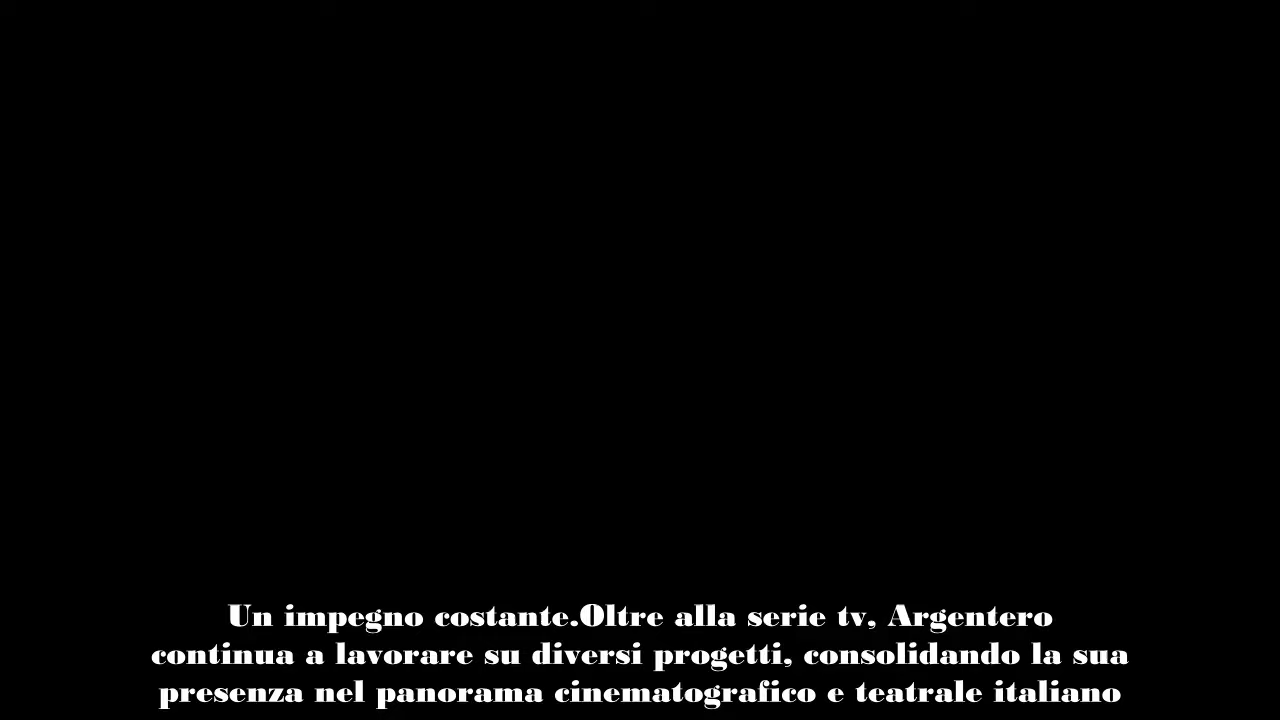 Un impegno costante.Oltre alla serie tv, Argentero
continua a lavorare su diversi progetti, consolidando la sua
presenza nel panorama cinematografico e teatrale italiano